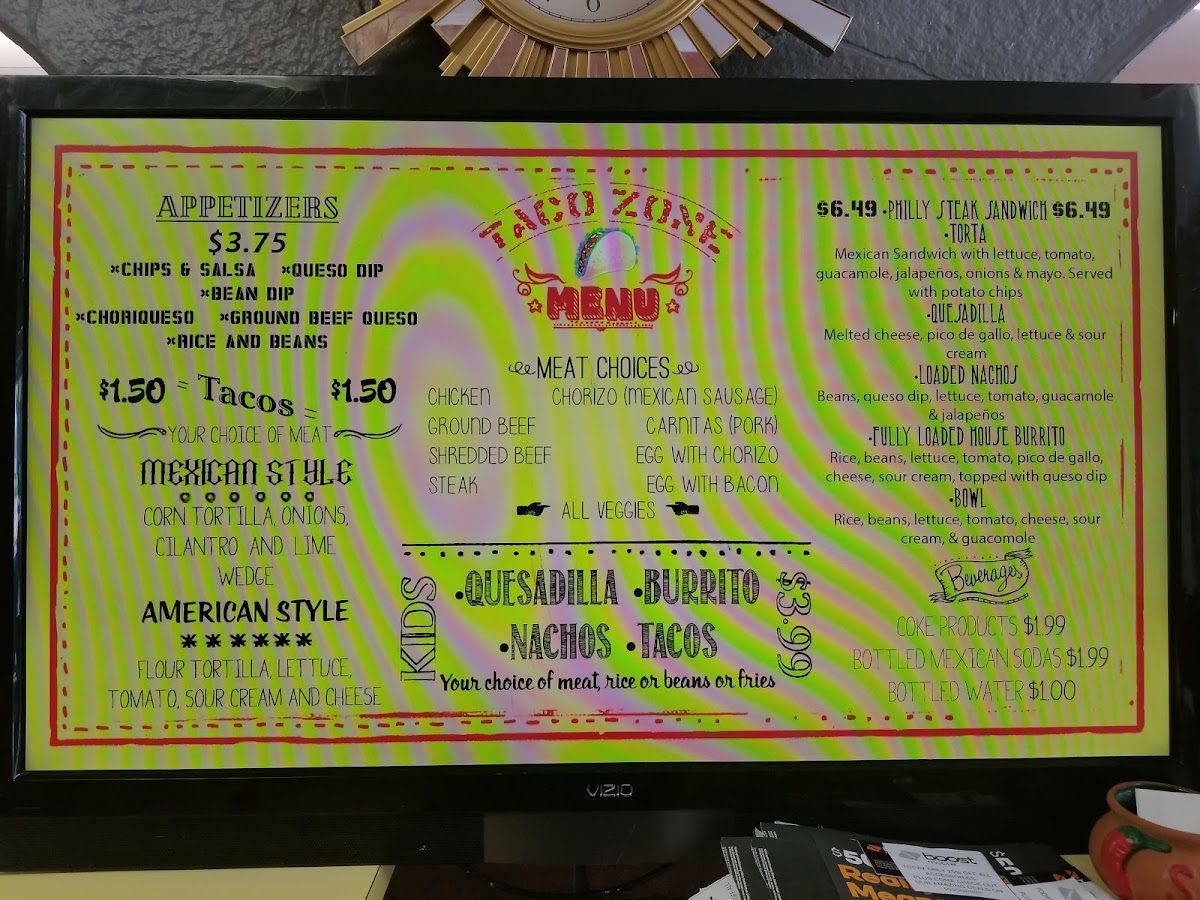 APPETIZERS
$3.75
*CHIPS & SALSA *QUESO DIP
*BEAN DIP
*CHORIQUESO *GROUND BEEF QUESO
*RICE AND BEANS
$1.50 = Tacos = $1.50
YOUR CHOICE OF MEAT
MEXICAN STYLE
CORN TORTILLA, ONIONS,
CILANTRO AND LIME
WEDGE
AMERICAN STYLE
******
FLOUR TORTILLA, LETTUCE,
TOMATO, SOUR CREAM AND CHEESE
TACO ZONE
MENU
MEAT CHOICES
CHICKEN CHORIZO (MEXICAN SAUSAGE)
GROUND BEEF CARNITAS (PORK)
SHREDDED BEEF EGG WITH CHORIZO
STEAK EGG WITH BACON
ALL VEGGIES
KIDS
•QUESADILLA •BURRITO
•NACHOS •TACOS
Your choice of meat, rice or beans or fries
$3.99
$6.49 •PHILLY STEAK SANDWICH $6.49
•TORTA
Mexican Sandwich with lettuce, tomato,
guacamole, jalapeños, onions & mayo. Served
with potato chips
•QUESADILLA
Melted cheese, pico de gallo, lettuce & sour
cream
•LOADED NACHOS
Beans, queso dip, lettuce, tomato, guacamole
& jalapeños
•FULLY LOADED HOUSE BURRITO
Rice, beans, lettuce, tomato, pico de gallo,
cheese, sour cream, topped with queso dip
•BOWL
Rice, beans, lettuce, tomato, cheese, sour
cream, & guacomole
Beverages
COKE PRODUCTS $1.99
BOTTLED MEXICAN SODAS $1.99
BOTTLED WATER $1.00
VIZIO
boost